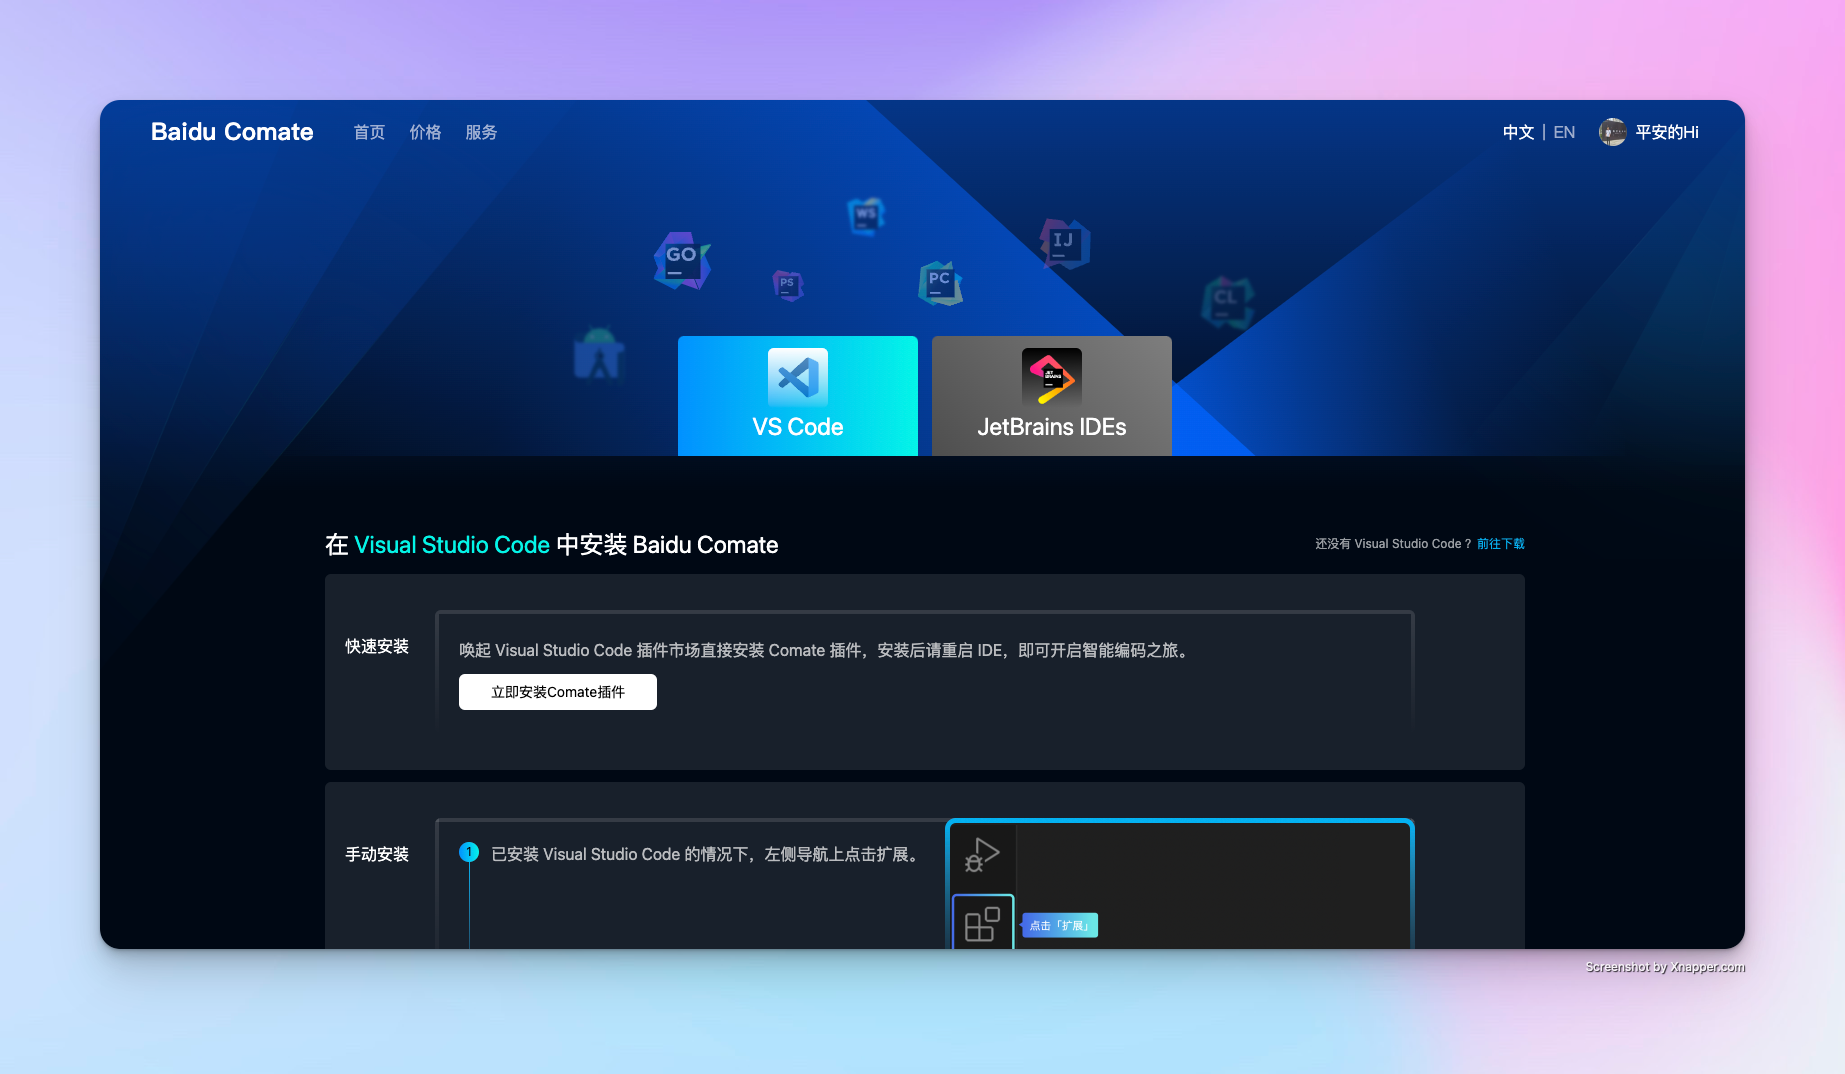 Baidu Comate 首页 价格 服务 中文 | EN 平安的Hi
WS
GO
IJ
PS
PC
CL
JET BRAINS
VS Code
JetBrains IDEs
在 Visual Studio Code 中安装 Baidu Comate
还没有 Visual Studio Code ? 前往下载
快速安装
唤起 Visual Studio Code 插件市场直接安装 Comate 插件，安装后请重启 IDE，即可开启智能编码之旅。
立即安装Comate插件
手动安装
1 已安装 Visual Studio Code 的情况下，左侧导航上点击扩展。
点击「扩展」
Screenshot by Xnapper.com